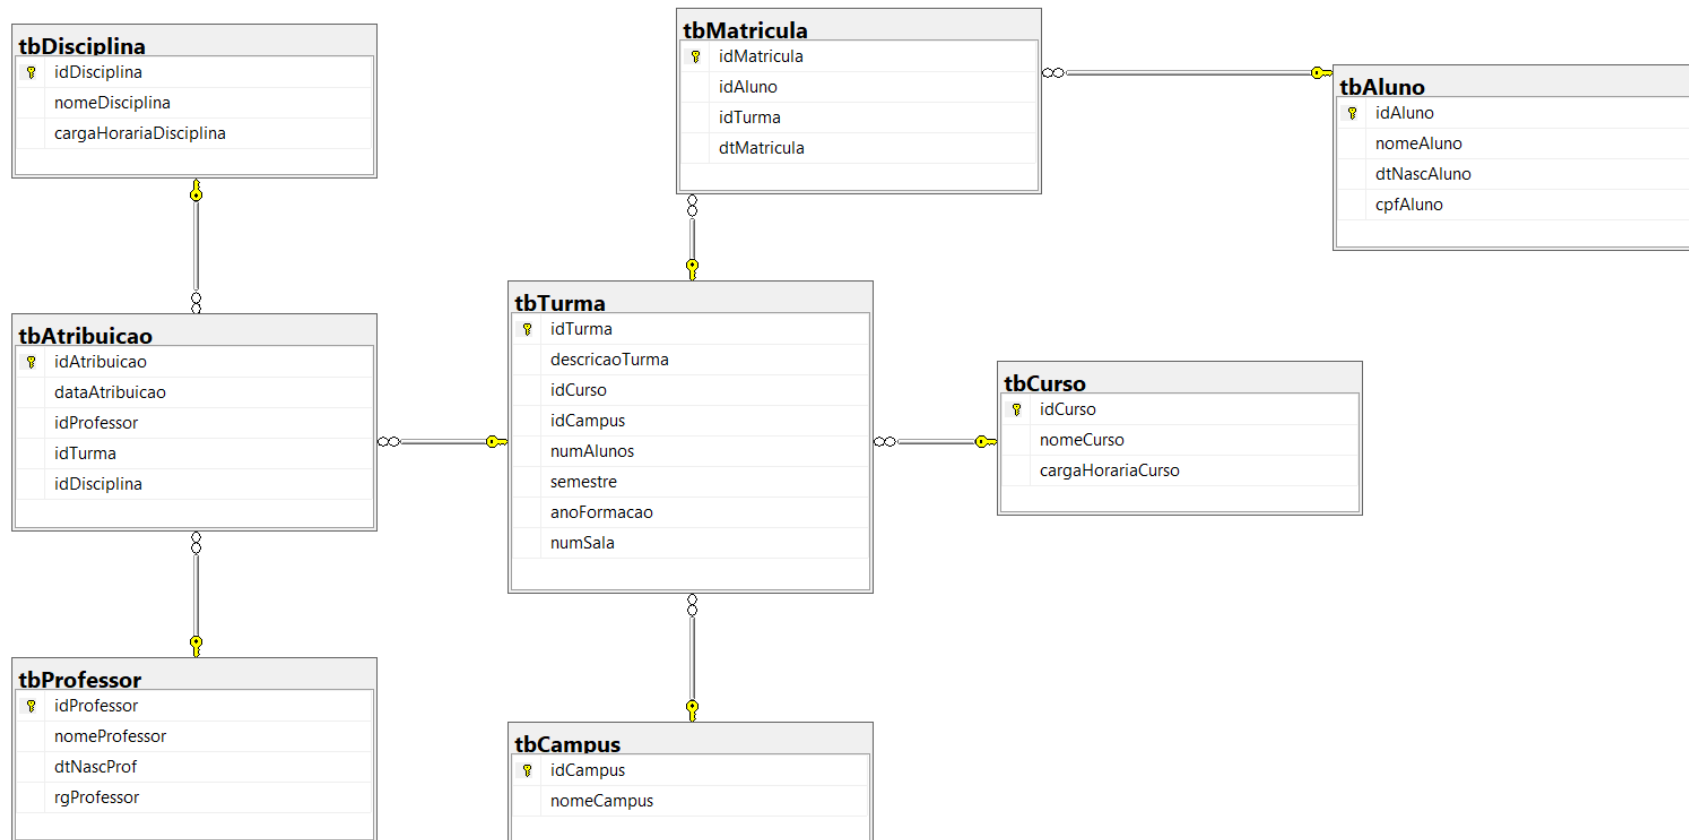 tbDisciplina
idDisciplina
nomeDisciplina
cargaHorariaDisciplina
tbMatricula
idMatricula
idAluno
idTurma
dtMatricula
tbAluno
idAluno
nomeAluno
dtNascAluno
cpfAluno
tbAtribuicao
idAtribuicao
dataAtribuicao
idProfessor
idTurma
idDisciplina
tbTurma
idTurma
descricaoTurma
idCurso
idCampus
numAlunos
semestre
anoFormacao
numSala
tbCurso
idCurso
nomeCurso
cargaHorariaCurso
tbProfessor
idProfessor
nomeProfessor
dtNascProf
rgProfessor
tbCampus
idCampus
nomeCampus